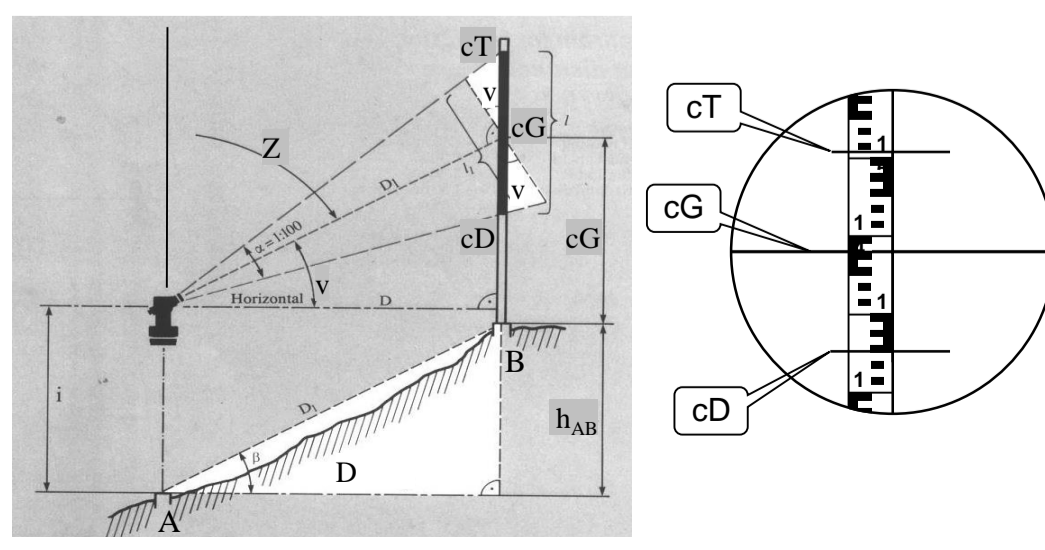 cT
l
v
cG
Z
D₁
l₁
v
α = 1:100
cD
cG
v
Horizontal
D
B
i
D₁
h_AB
β
D
A
cT
1
cG
1
1
cD
1